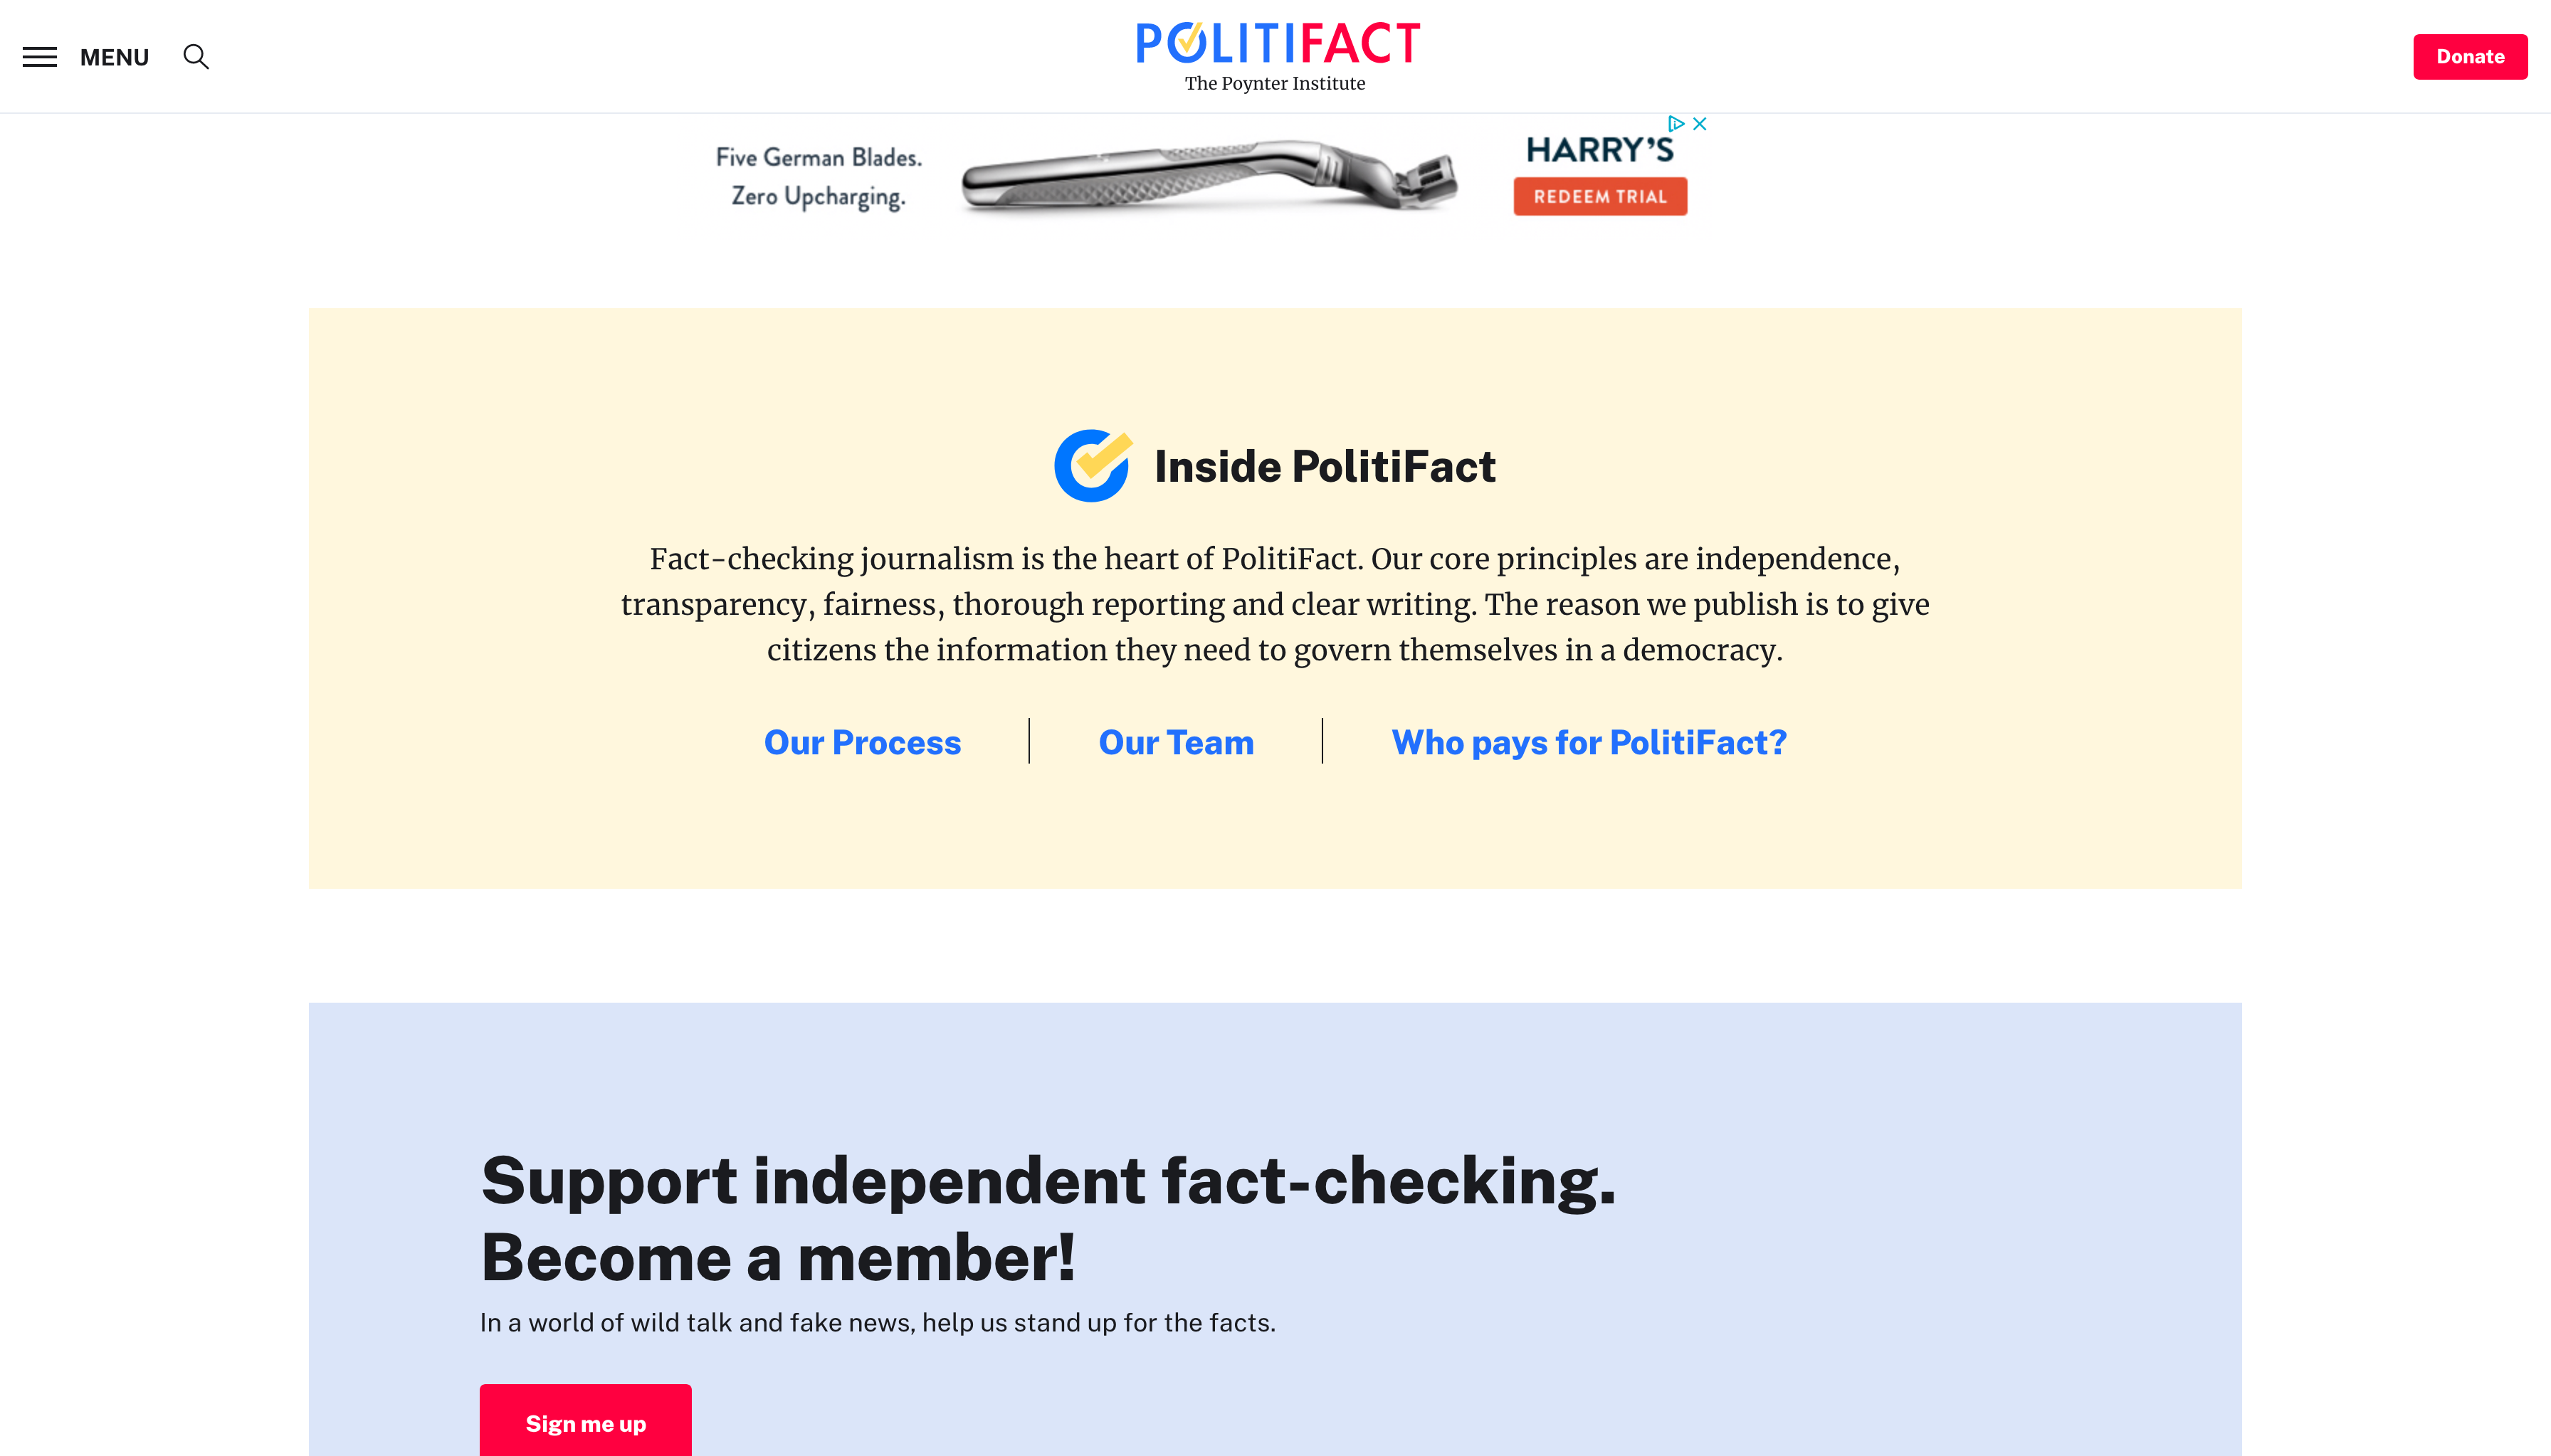 MENU
POLITIFACT
The Poynter Institute
Donate
Five German Blades.
Zero Upcharging.
HARRY'S
REDEEM TRIAL
Inside PolitiFact
Fact-checking journalism is the heart of PolitiFact. Our core principles are independence,
transparency, fairness, thorough reporting and clear writing. The reason we publish is to give
citizens the information they need to govern themselves in a democracy.
Our Process
Our Team
Who pays for PolitiFact?
Support independent fact-checking.
Become a member!
In a world of wild talk and fake news, help us stand up for the facts.
Sign me up